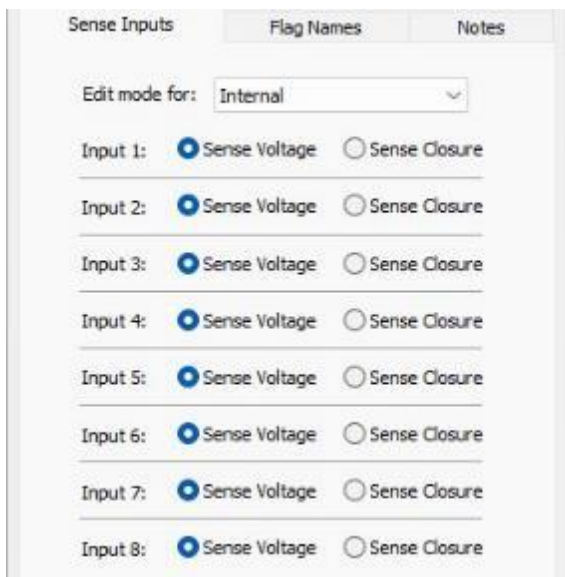 Sense Inputs Flag Names Notes
Edit mode for: Internal
Input 1: Sense Voltage Sense Closure
Input 2: Sense Voltage Sense Closure
Input 3: Sense Voltage Sense Closure
Input 4: Sense Voltage Sense Closure
Input 5: Sense Voltage Sense Closure
Input 6: Sense Voltage Sense Closure
Input 7: Sense Voltage Sense Closure
Input 8: Sense Voltage Sense Closure